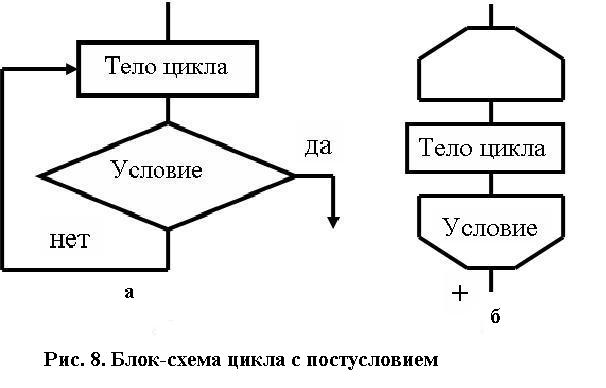 Тело цикла
Условие
да
нет
а
Тело цикла
Условие
+
б
Рис. 8. Блок-схема цикла с постусловием